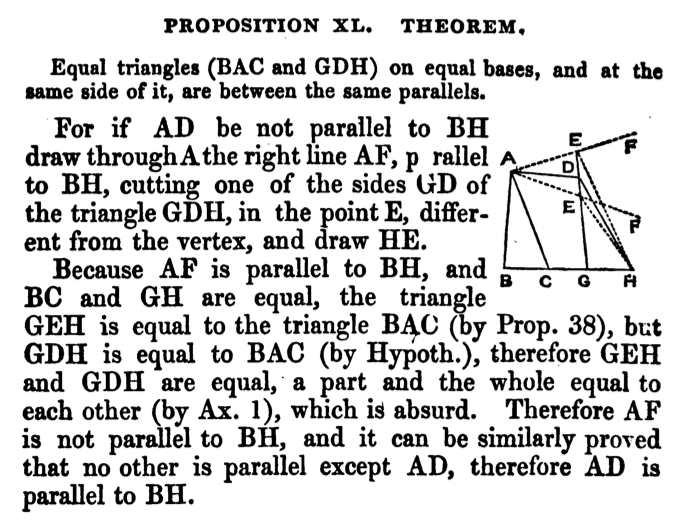 PROPOSITION XL. THEOREM.
Equal triangles (BAC and GDH) on equal bases, and at the
same side of it, are between the same parallels.
For if AD be not parallel to BH
draw through A the right line AF, p rallel
to BH, cutting one of the sides GD of
the triangle GDH, in the point E, differ-
ent from the vertex, and draw HE.
Because AF is parallel to BH, and
BC and GH are equal, the triangle
GEH is equal to the triangle BAC (by Prop. 38), but
GDH is equal to BAC (by Hypoth.), therefore GEH
and GDH are equal, a part and the whole equal to
each other (by Ax. 1), which is absurd. Therefore AF
is not parallel to BH, and it can be similarly proved
that no other is parallel except AD, therefore AD is
parallel to BH.
E
F
A
D
E
F
B C G H